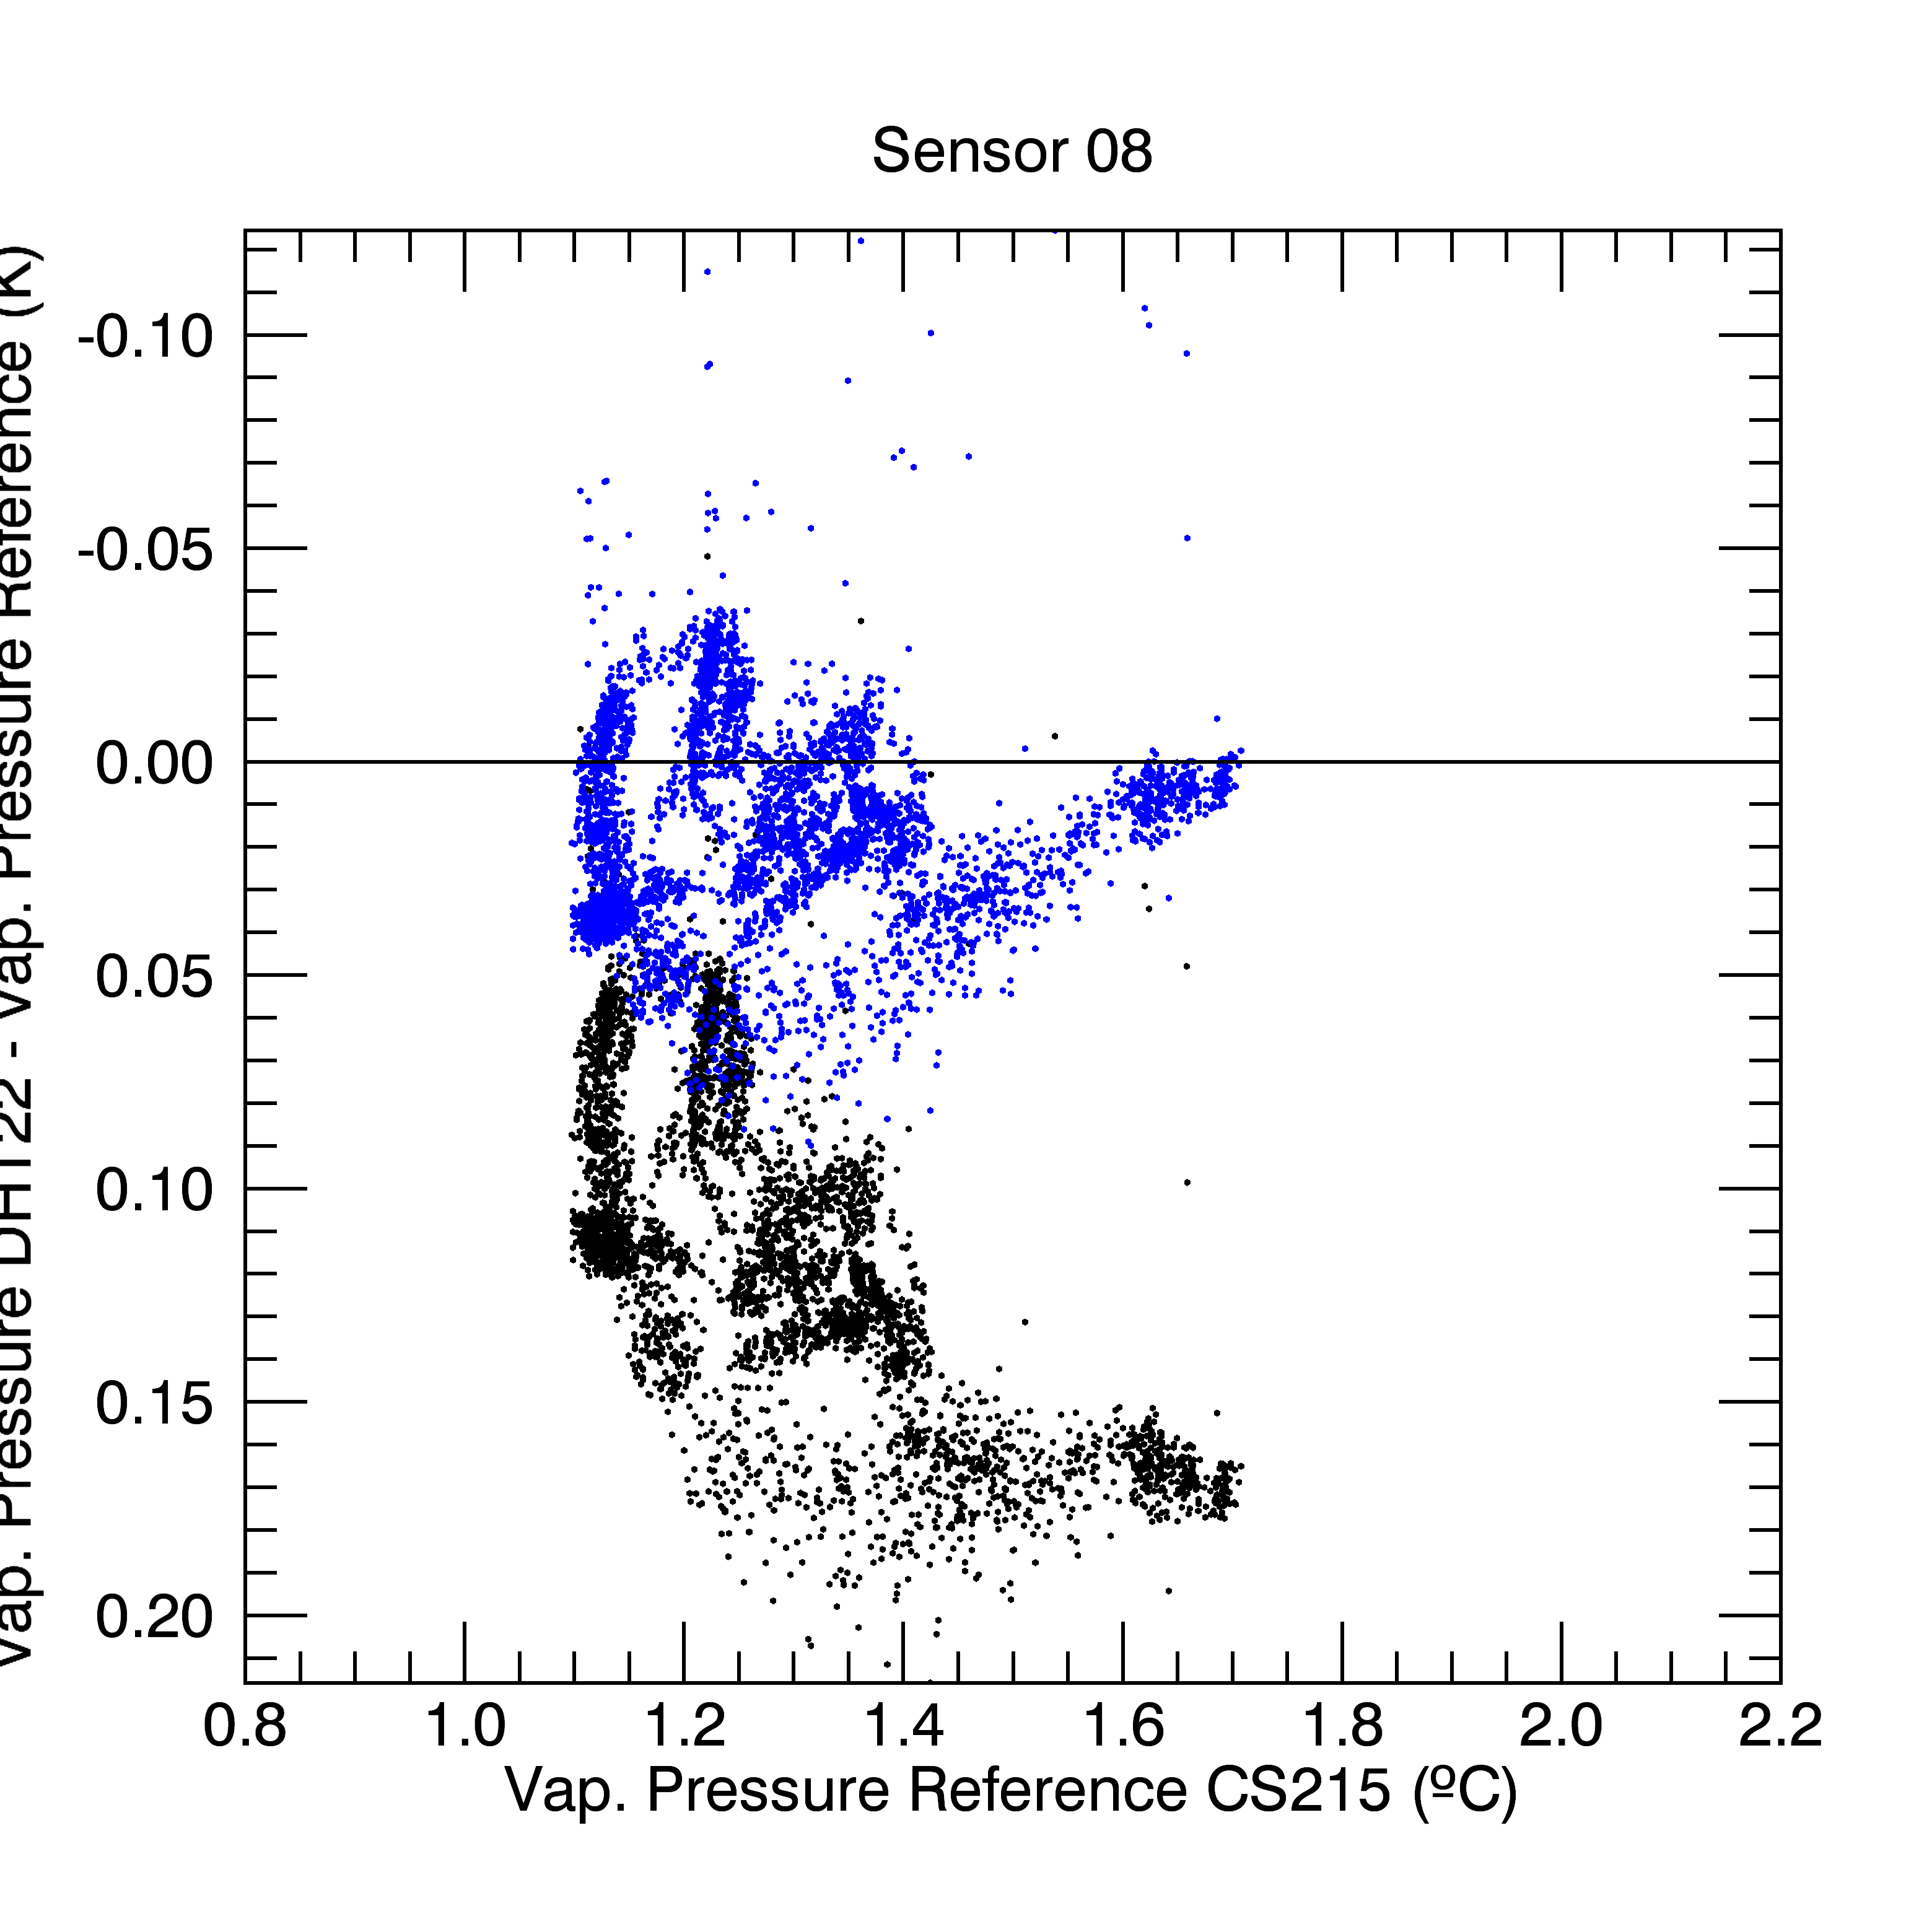 Sensor 08
Vap. Pressure DHT22 - Vap. Pressure Reference (K)
-0.10
-0.05
0.00
0.05
0.10
0.15
0.20
0.8 1.0 1.2 1.4 1.6 1.8 2.0 2.2
Vap. Pressure Reference CS215 (ºC)